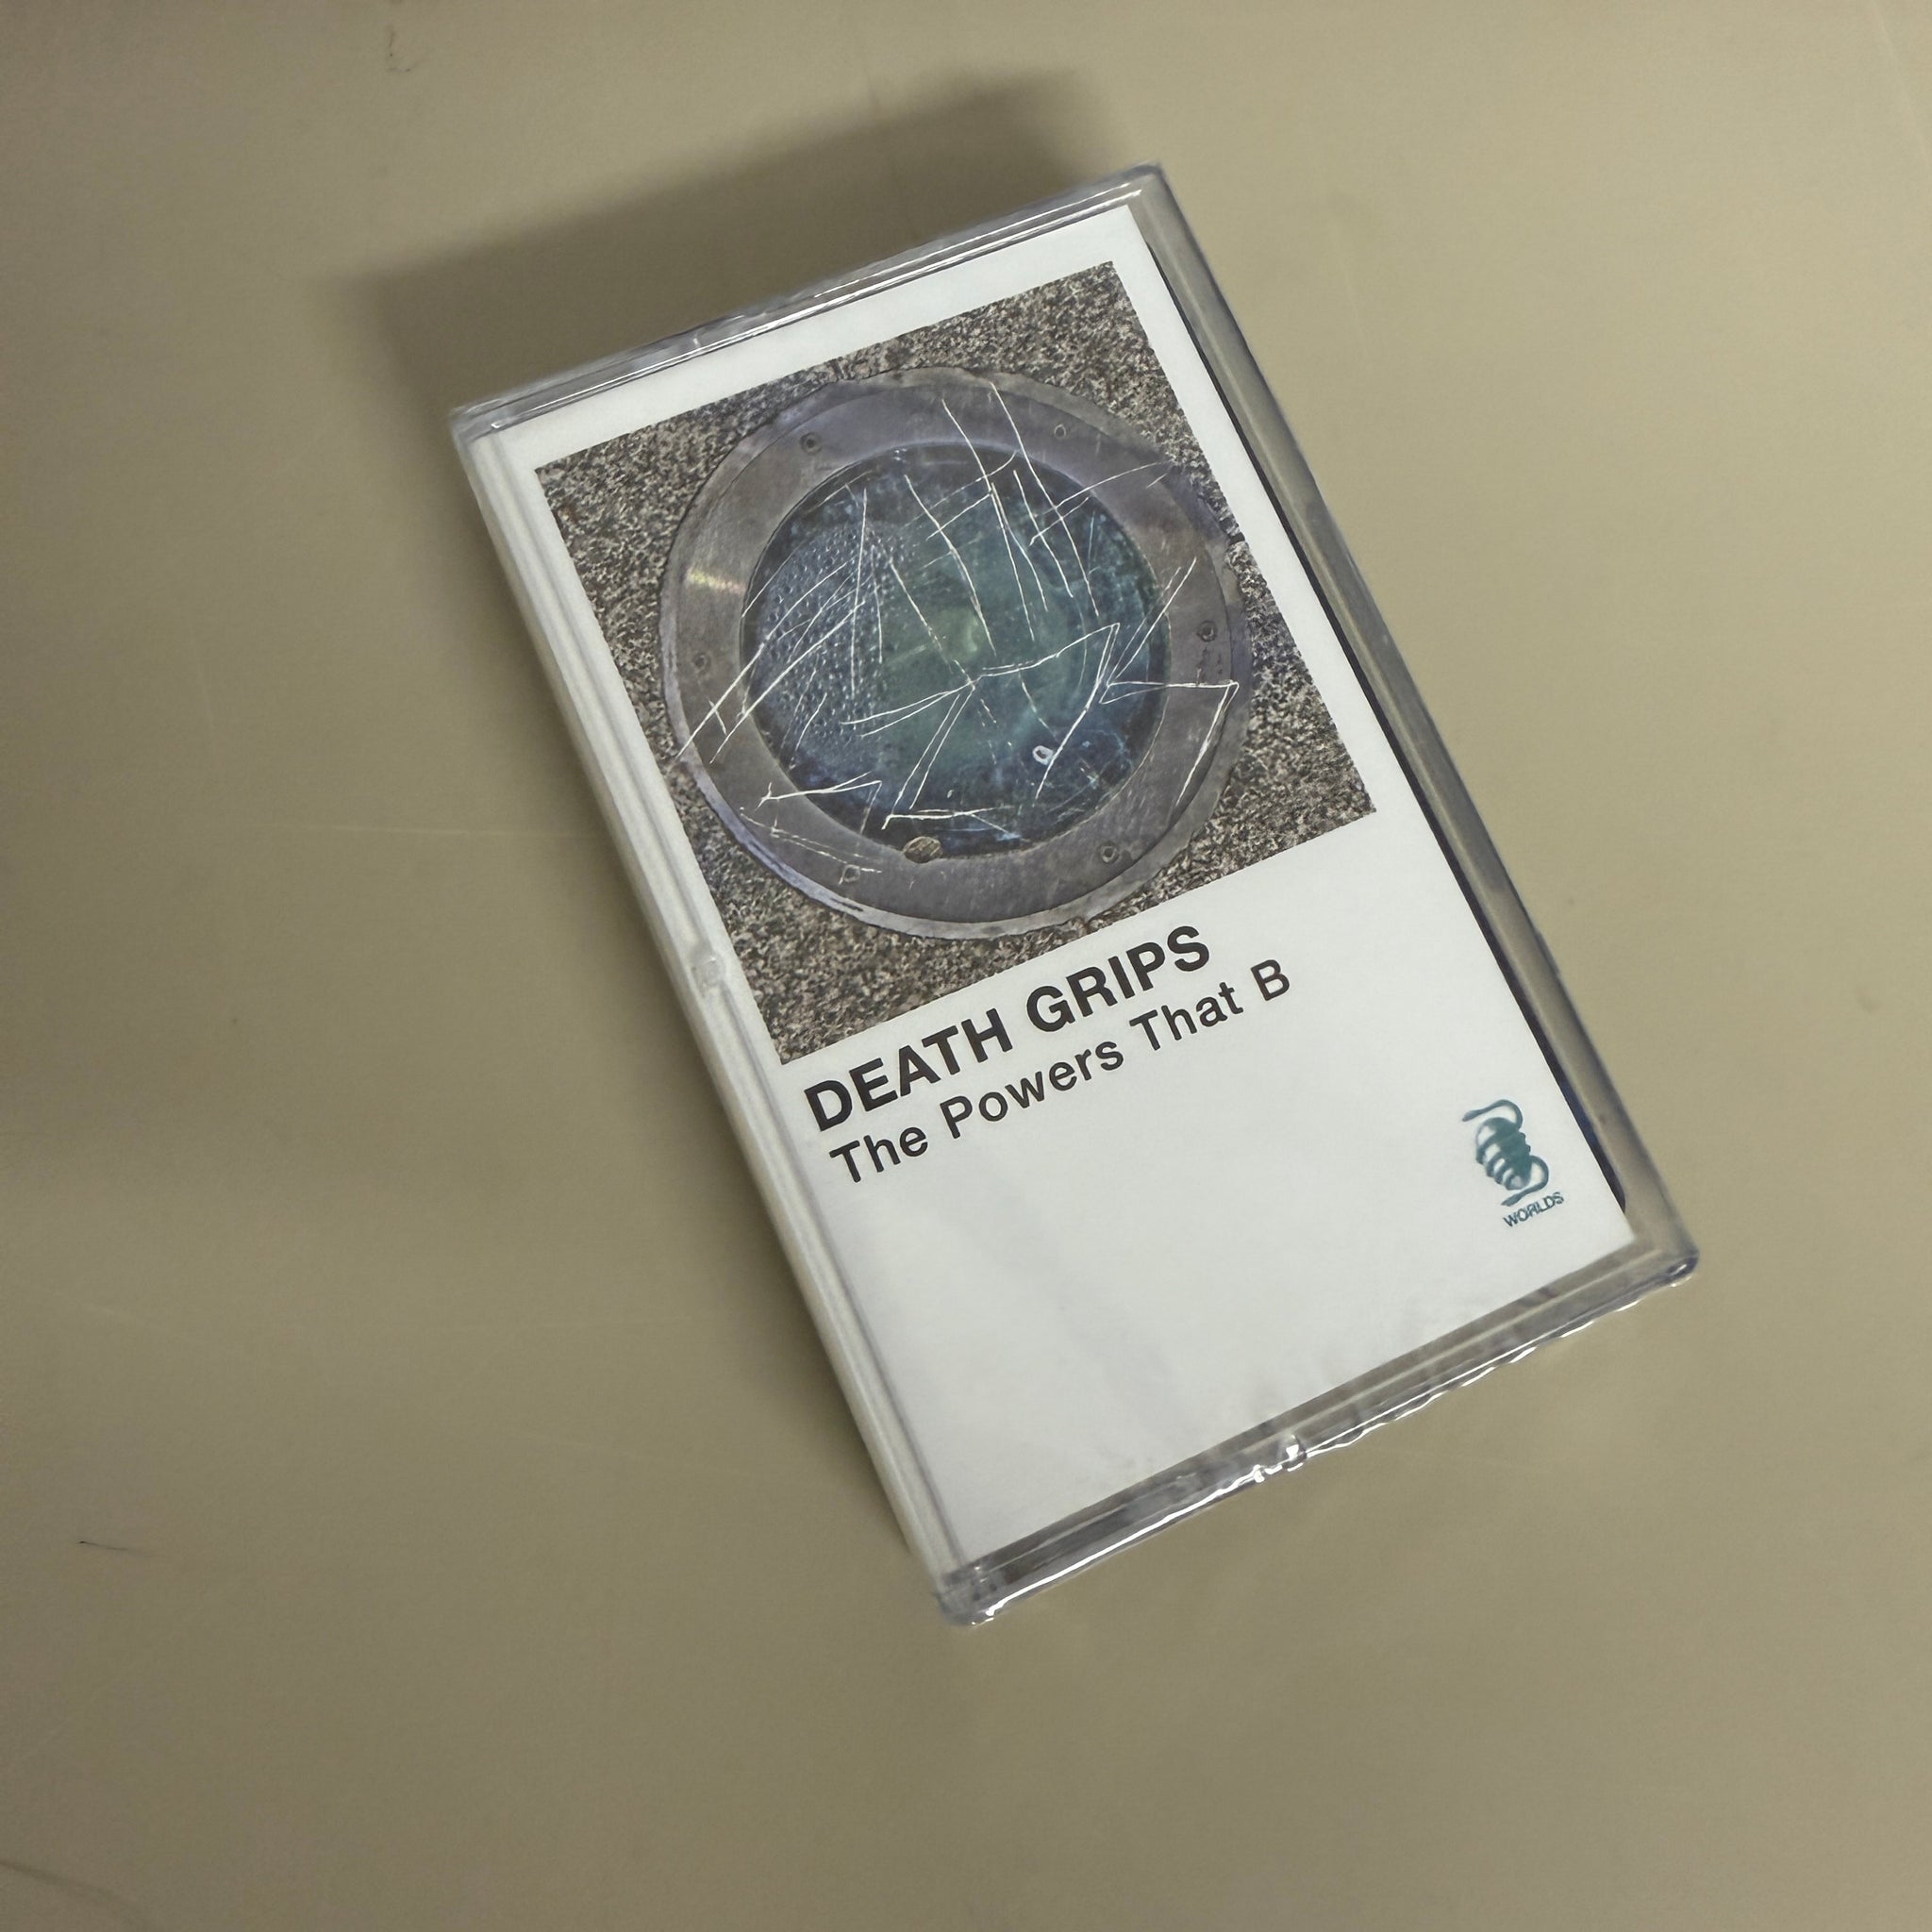 DEATH GRIPS
The Powers That B
WORLDS